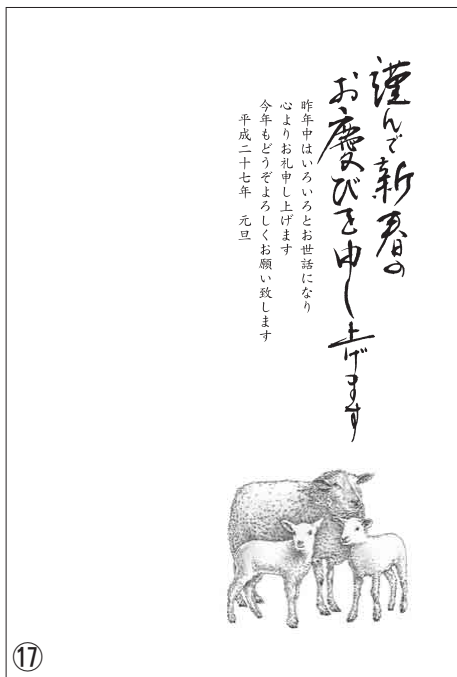 謹んで新春の
お慶びを申し上げます
昨年中はいろいろとお世話になり
心よりお礼申し上げます
今年もどうぞよろしくお願い致します
平成二十七年　元旦
⑰